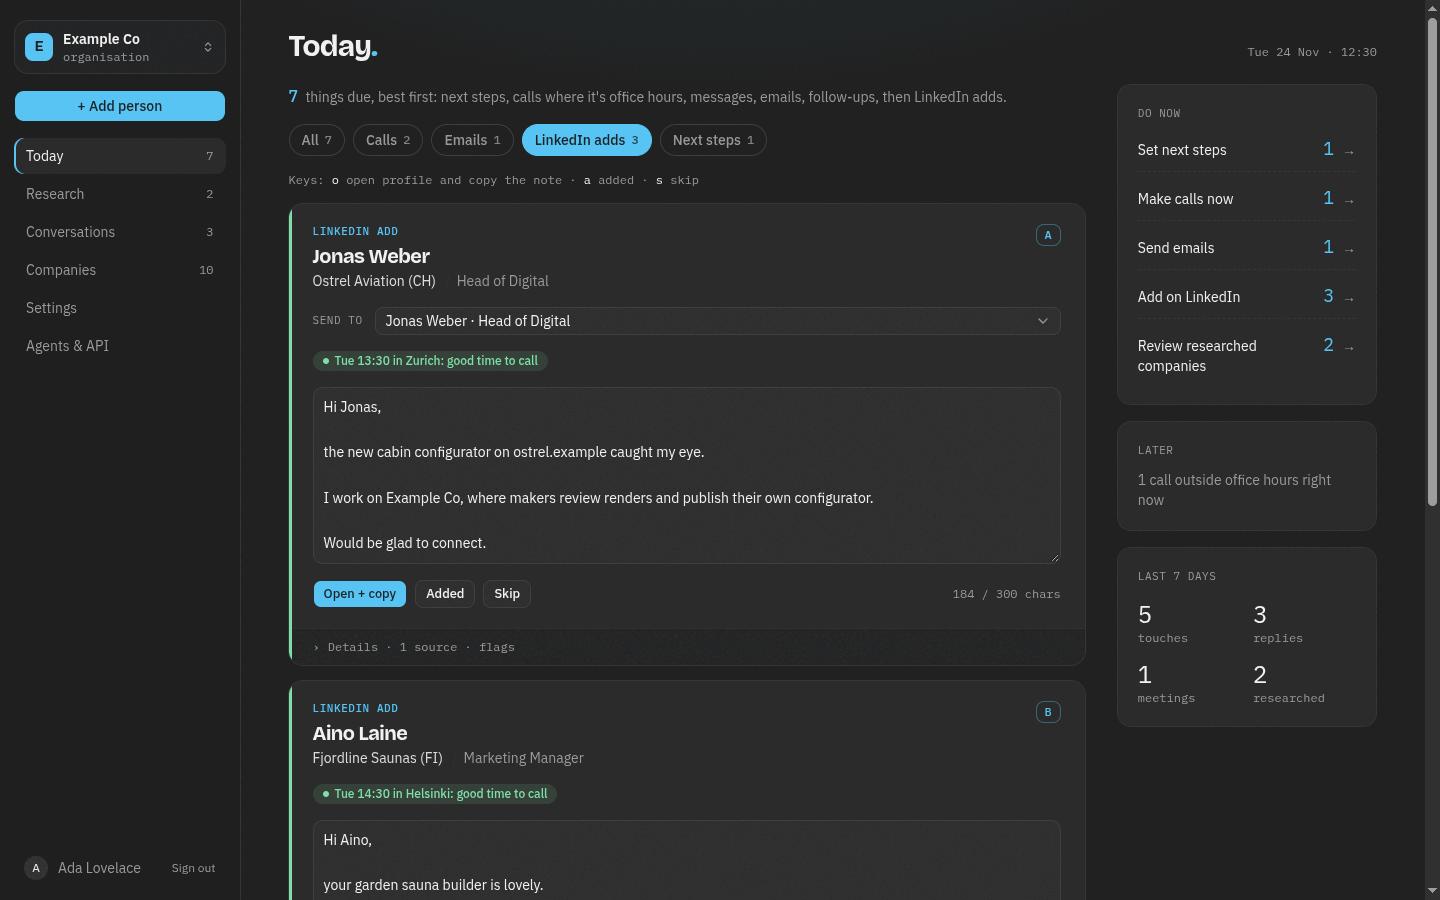 E
Example Co
organisation
+ Add person
Today 7
Research 2
Conversations 3
Companies 10
Settings
Agents & API
A Ada Lovelace Sign out
Today.
Tue 24 Nov · 12:30
7 things due, best first: next steps, calls where it's office hours, messages, emails, follow-ups, then LinkedIn adds.
All 7 Calls 2 Emails 1 LinkedIn adds 3 Next steps 1
Keys: o open profile and copy the note · a added · s skip
LINKEDIN ADD
A
Jonas Weber
Ostrel Aviation (CH) Head of Digital
SEND TO Jonas Weber · Head of Digital
Tue 13:30 in Zurich: good time to call
Hi Jonas,
the new cabin configurator on ostrel.example caught my eye.
I work on Example Co, where makers review renders and publish their own configurator.
Would be glad to connect.
Open + copy Added Skip 184 / 300 chars
› Details · 1 source · flags
LINKEDIN ADD
B
Aino Laine
Fjordline Saunas (FI) Marketing Manager
Tue 14:30 in Helsinki: good time to call
Hi Aino,
your garden sauna builder is lovely.
DO NOW
Set next steps 1 →
Make calls now 1 →
Send emails 1 →
Add on LinkedIn 3 →
Review researched 2 →
companies
LATER
1 call outside office hours right
now
LAST 7 DAYS
5 3
touches replies
1 2
meetings researched